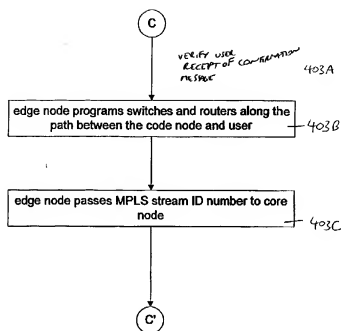 C
VERIFY USER
RECEIPT OF CONFIRMATION
MESSAGE
403A
edge node programs switches and routers along the
path between the code node and user
403B
edge node passes MPLS stream ID number to core
node
403C
C'